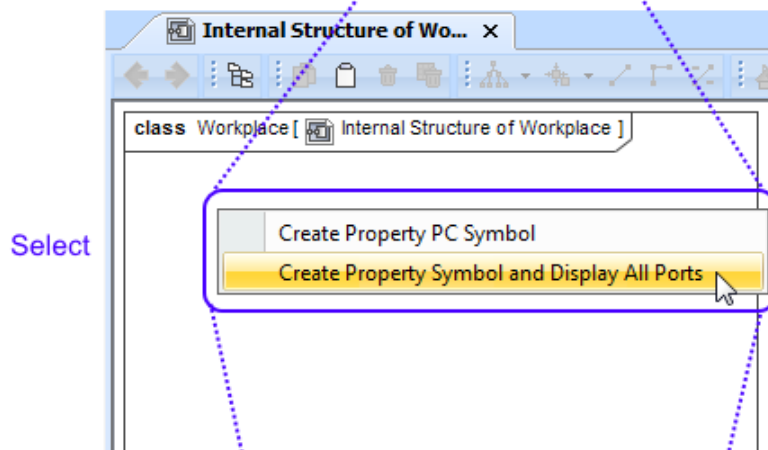 Internal Structure of Wo... X
class Workplace [ Internal Structure of Workplace ]
Select
Create Property PC Symbol
Create Property Symbol and Display All Ports